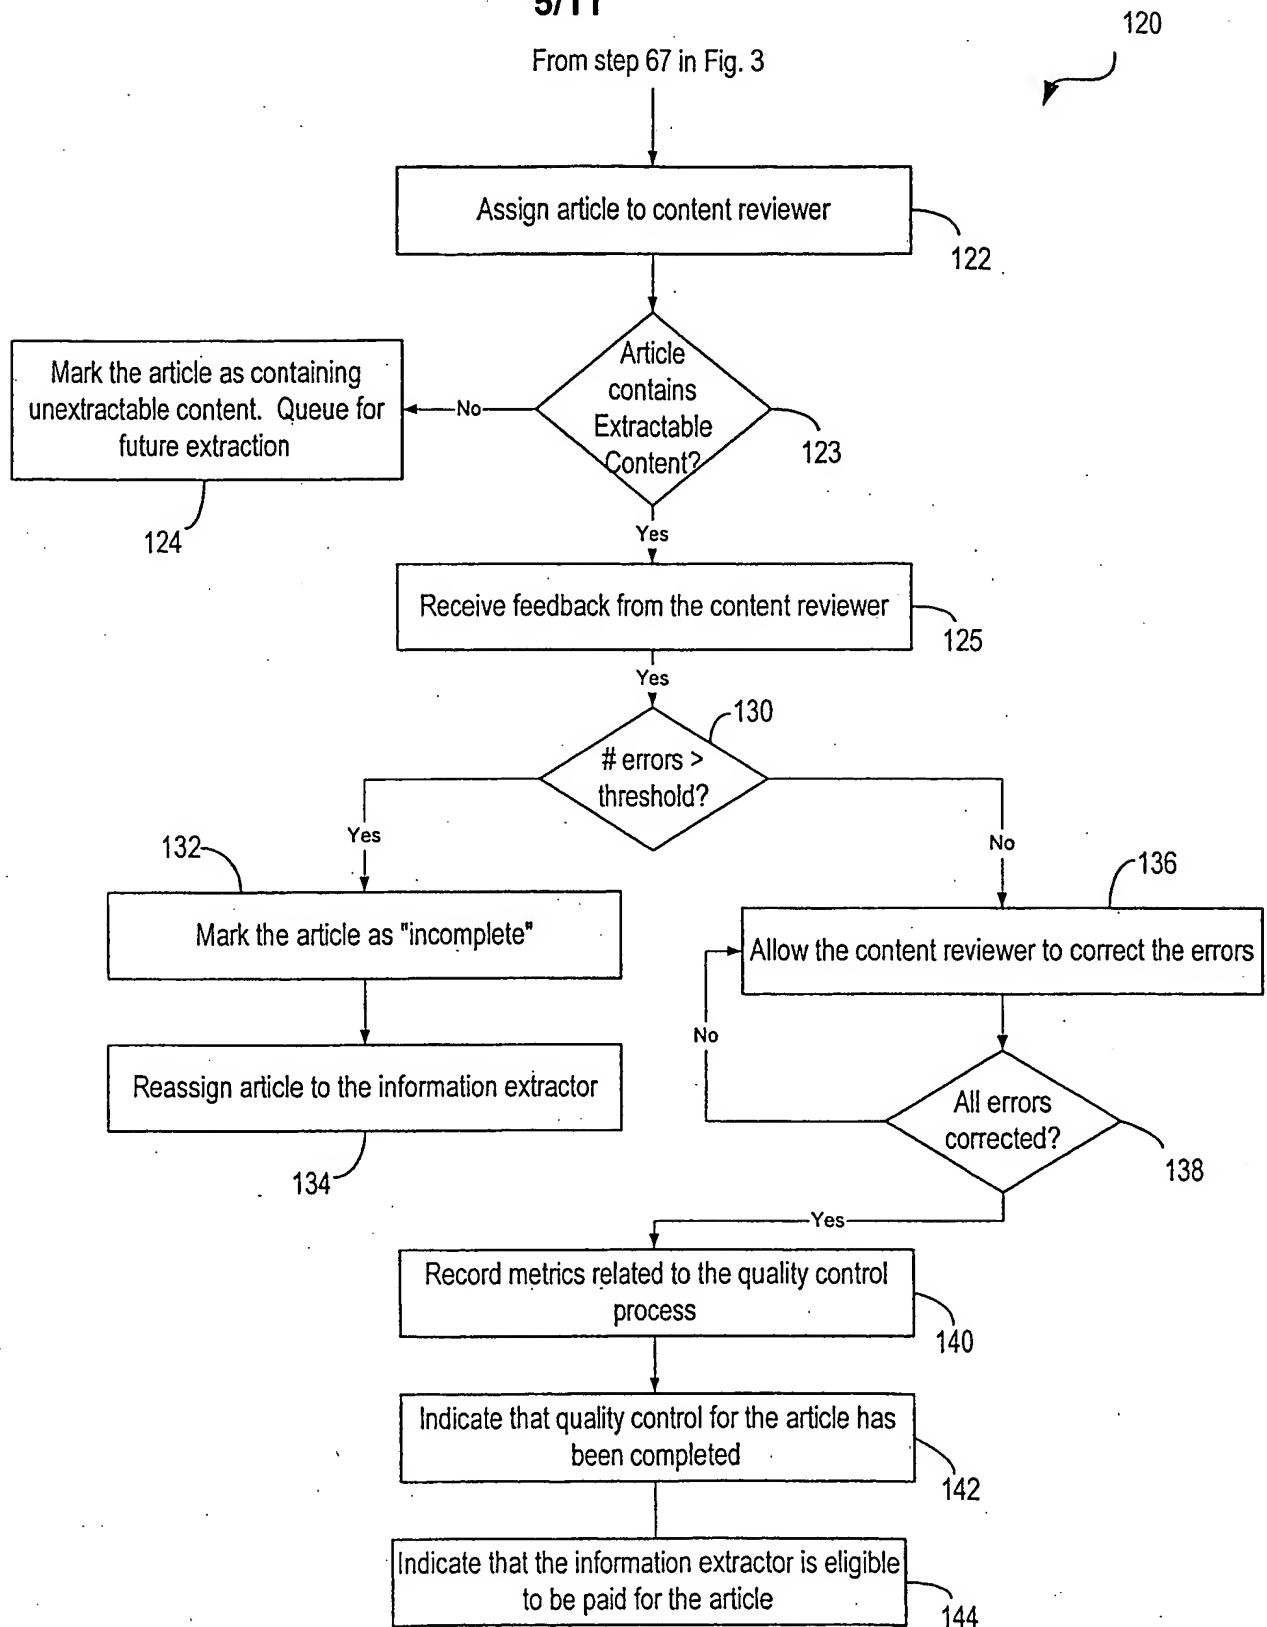 5/11
120
From step 67 in Fig. 3
Assign article to content reviewer
122
Article
contains
Extractable
Content?
123
No
Mark the article as containing
unextractable content. Queue for
future extraction
124
Yes
Receive feedback from the content reviewer
125
Yes
130
# errors >
threshold?
Yes
No
132
136
Mark the article as "incomplete"
Allow the content reviewer to correct the errors
No
Reassign article to the information extractor
134
All errors
corrected?
138
Yes
Record metrics related to the quality control
process
140
Indicate that quality control for the article has
been completed
142
Indicate that the information extractor is eligible
to be paid for the article
144